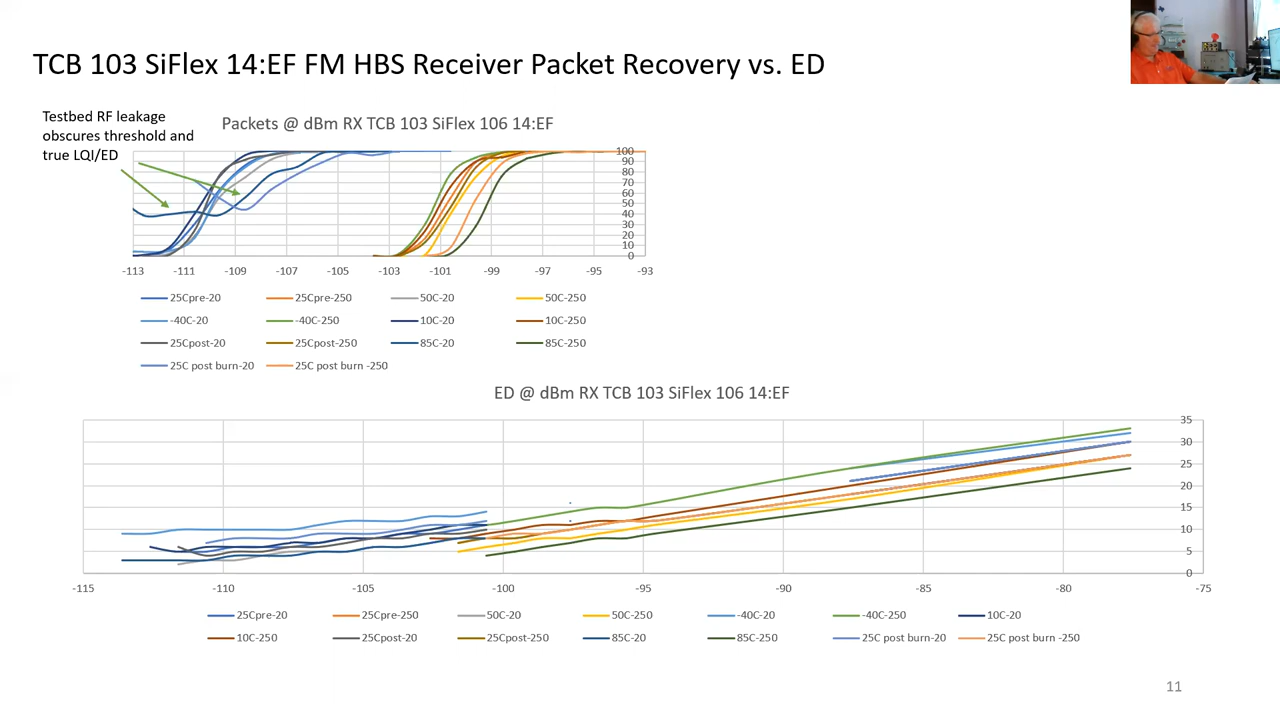 TCB 103 SiFlex 14:EF FM HBS Receiver Packet Recovery vs. ED
Testbed RF leakage
obscures threshold and
true LQI/ED
Packets @ dBm RX TCB 103 SiFlex 106 14:EF
100
90
80
70
60
50
40
30
20
10
0
-113 -111 -109 -107 -105 -103 -101 -99 -97 -95 -93
25Cpre-20 25Cpre-250 50C-20 50C-250
-40C-20 -40C-250 10C-20 10C-250
25Cpost-20 25Cpost-250 85C-20 85C-250
25C post burn-20 25C post burn -250
ED @ dBm RX TCB 103 SiFlex 106 14:EF
35
30
25
20
15
10
5
0
-115 -110 -105 -100 -95 -90 -85 -80 -75
25Cpre-20 25Cpre-250 50C-20 50C-250 -40C-20 -40C-250 10C-20
10C-250 25Cpost-20 25Cpost-250 85C-20 85C-250 25C post burn-20 25C post burn -250
11